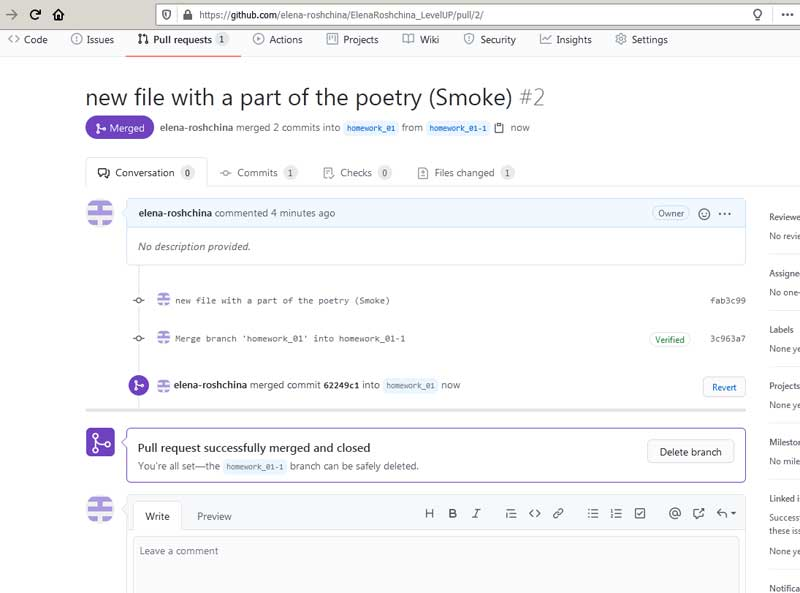 https://github.com/elena-roshchina/ElenaRoshchina_LevelUP/pull/2/
Code Issues Pull requests 1 Actions Projects Wiki Security Insights Settings
new file with a part of the poetry (Smoke) #2
Merged elena-roshchina merged 2 commits into homework_01 from homework_01-1 now
Conversation 0 Commits 1 Checks 0 Files changed 1
elena-roshchina commented 4 minutes ago Owner
No description provided.
new file with a part of the poetry (Smoke) fab3c99
Merge branch 'homework_01' into homework_01-1 Verified 3c963a7
elena-roshchina merged commit 62249c1 into homework_01 now Revert
Pull request successfully merged and closed
You're all set—the homework_01-1 branch can be safely deleted.
Delete branch
Write Preview H B I
Leave a comment
Reviewe
No revie
Assigne
No one-
Labels
None ye
Projects
None ye
Milesto
No mile
Linked is
Success
these iss
None ye
Notifica